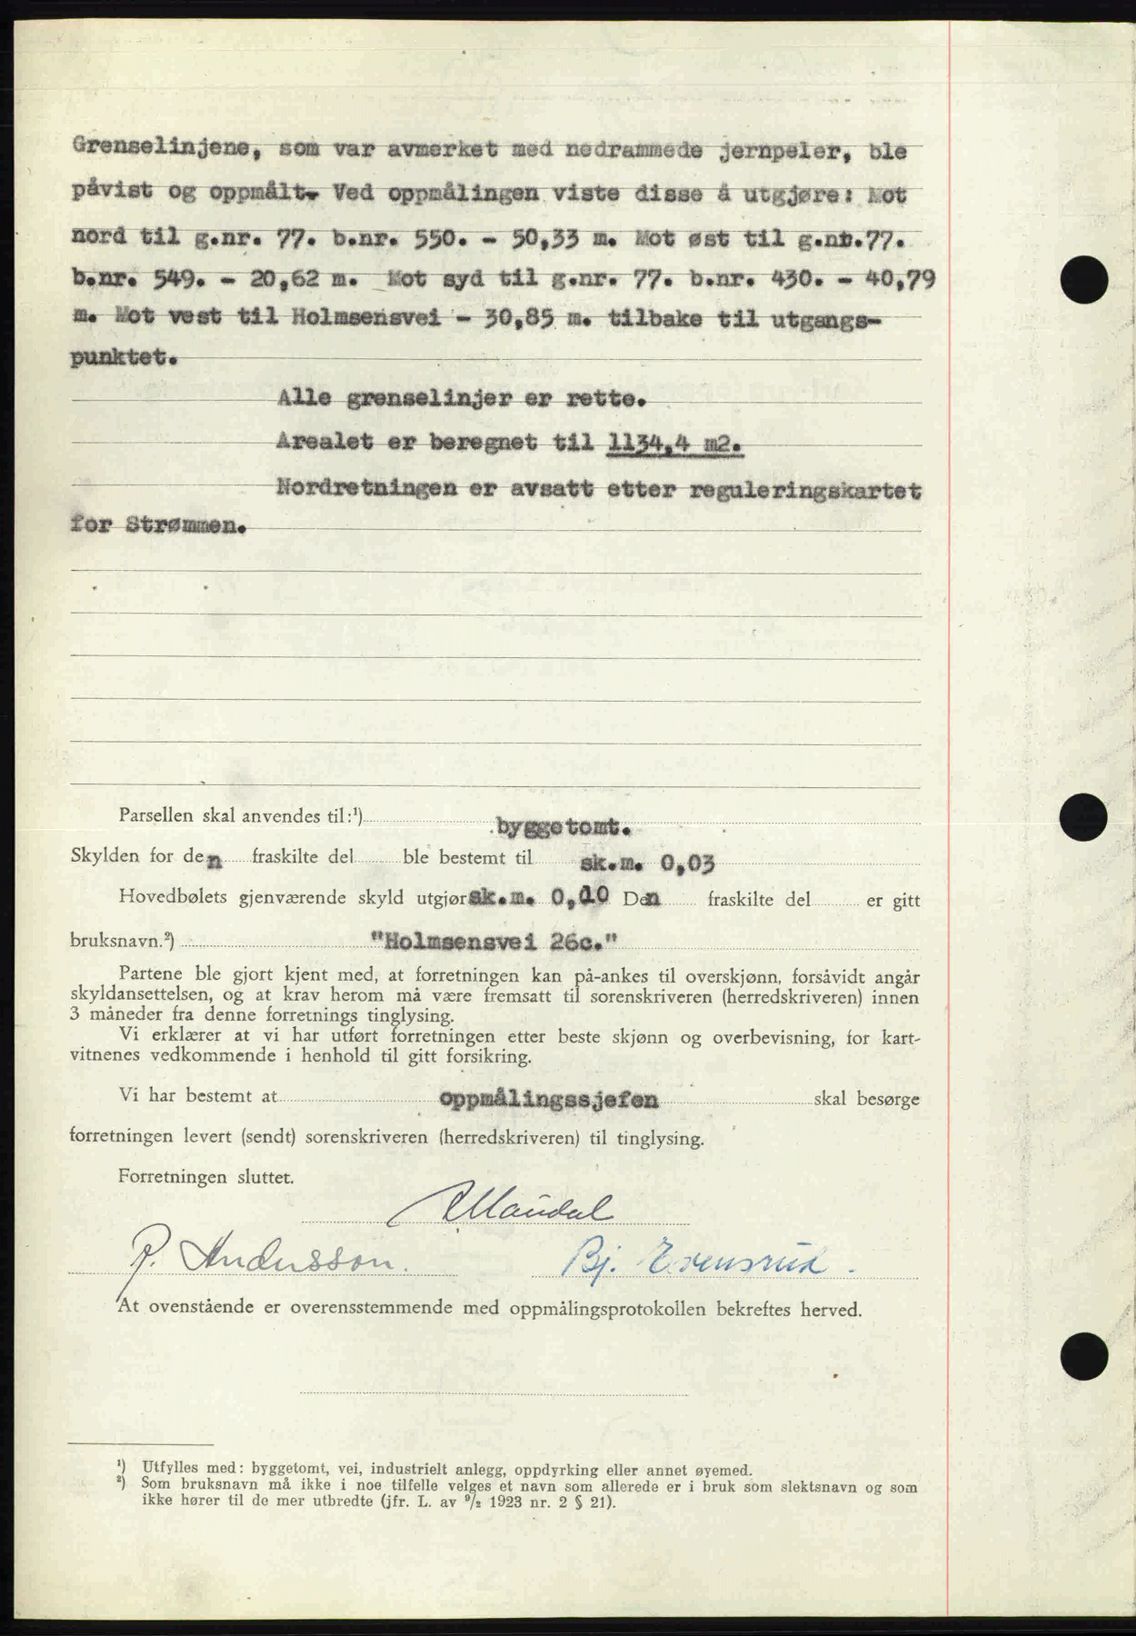 Grenselinjene, som var avmerket med nedrammede jernpeler, ble
påvist og oppmålt. Ved oppmålingen viste disse å utgjøre: Mot
nord til g.nr. 77. b.nr. 550. - 50,33 m. Mot øst til g.nr.77.
b.nr. 549. - 20,62 m. Mot syd til g.nr. 77. b.nr. 430. - 40,79
m. Mot vest til Holmsensvei - 30,85 m. tilbake til utgangs-
punktet.
Alle grenselinjer er rette.
Arealet er beregnet til 1134,4 m2.
Nordretningen er avsatt etter reguleringskartet
for Strømmen.
Parsellen skal anvendes til:¹) byggetomt.
Skylden for den fraskilte del ble bestemt til sk.m. 0,03
Hovedbølets gjenværende skyld utgjør sk.m. 0,10 Den fraskilte del er gitt
bruksnavn.²) "Holmsensvei 26c."
Partene ble gjort kjent med, at forretningen kan på-ankes til overskjønn, forsåvidt angår
skyldansettelsen, og at krav herom må være fremsatt til sorenskriveren (herredskriveren) innen
3 måneder fra denne forretnings tinglysing.
Vi erklærer at vi har utført forretningen etter beste skjønn og overbevisning, for kart-
vitnenes vedkommende i henhold til gitt forsikring.
Vi har bestemt at oppmålingssjefen skal besørge
forretningen levert (sendt) sorenskriveren (herredskriveren) til tinglysing.
Forretningen sluttet.
Mandal
R. Andersson.
Bj. Evensrud.
At ovenstående er overensstemmende med oppmålingsprotokollen bekreftes herved.
¹) Utfylles med: byggetomt, vei, industrielt anlegg, oppdyrking eller annet øyemed.
²) Som bruksnavn må ikke i noe tilfelle velges et navn som allerede er i bruk som slektsnavn og som
ikke hører til de mer utbredte (jfr. L. av ⁹/₂ 1923 nr. 2 § 21).